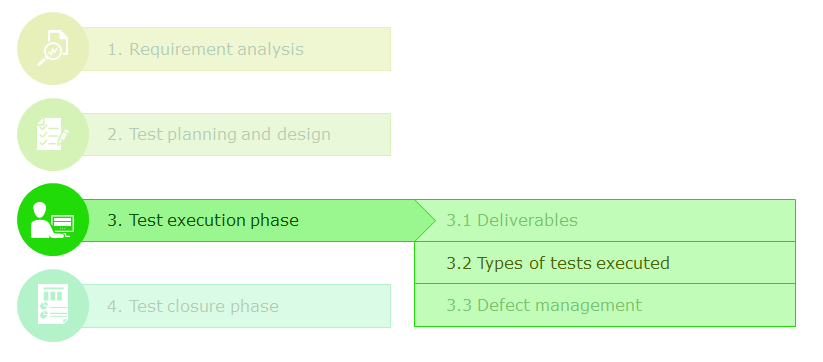 1. Requirement analysis
2. Test planning and design
3. Test execution phase
3.1 Deliverables
3.2 Types of tests executed
3.3 Defect management
4. Test closure phase